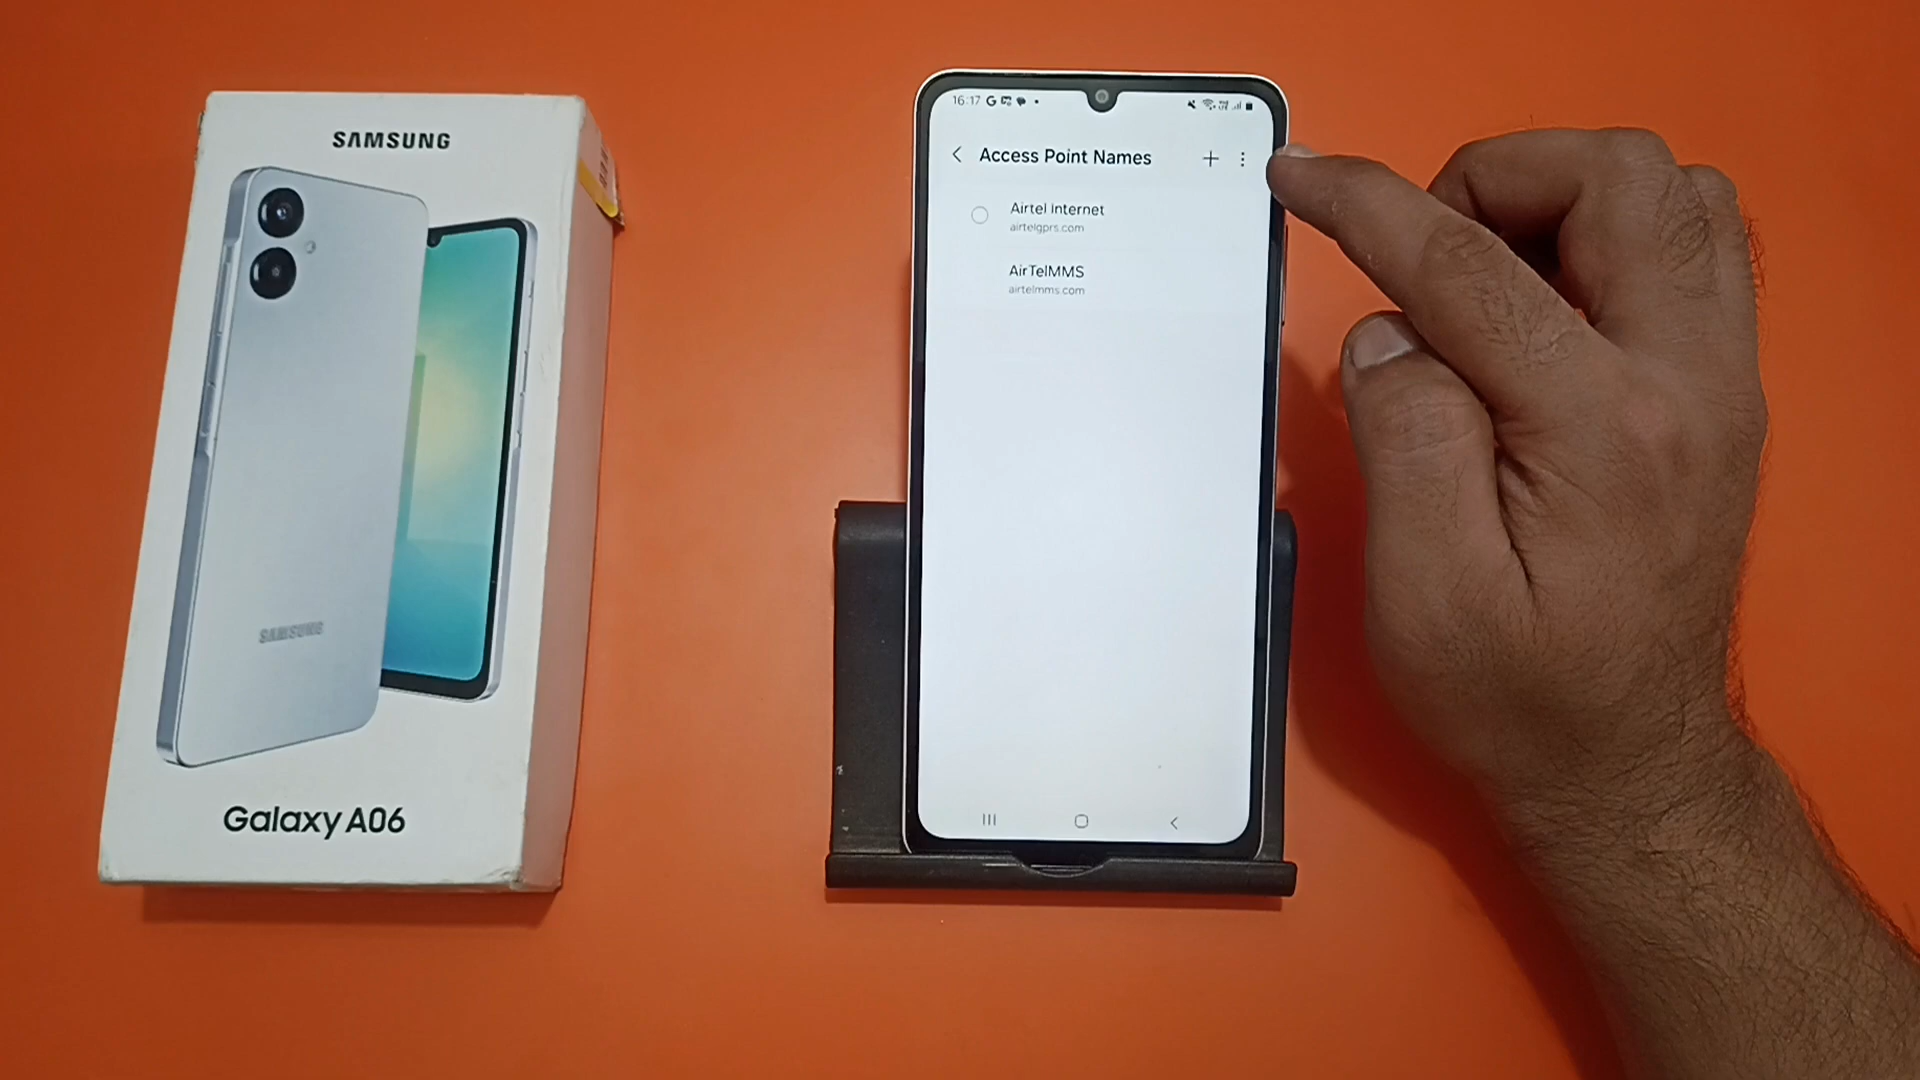 SAMSUNG
SAMSUNG
Galaxy A06
16:17
Access Point Names
Airtel Internet
airtelgprs.com
AirTelMMS
airtelmms.com